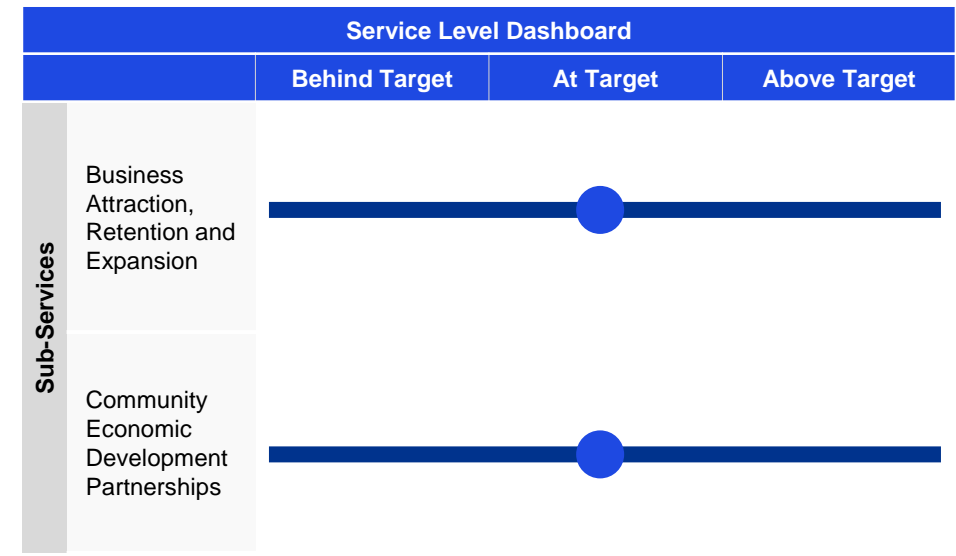 Service Level Dashboard
Behind Target
At Target
Above Target
Sub-Services
Business
Attraction,
Retention and
Expansion
Community
Economic
Development
Partnerships